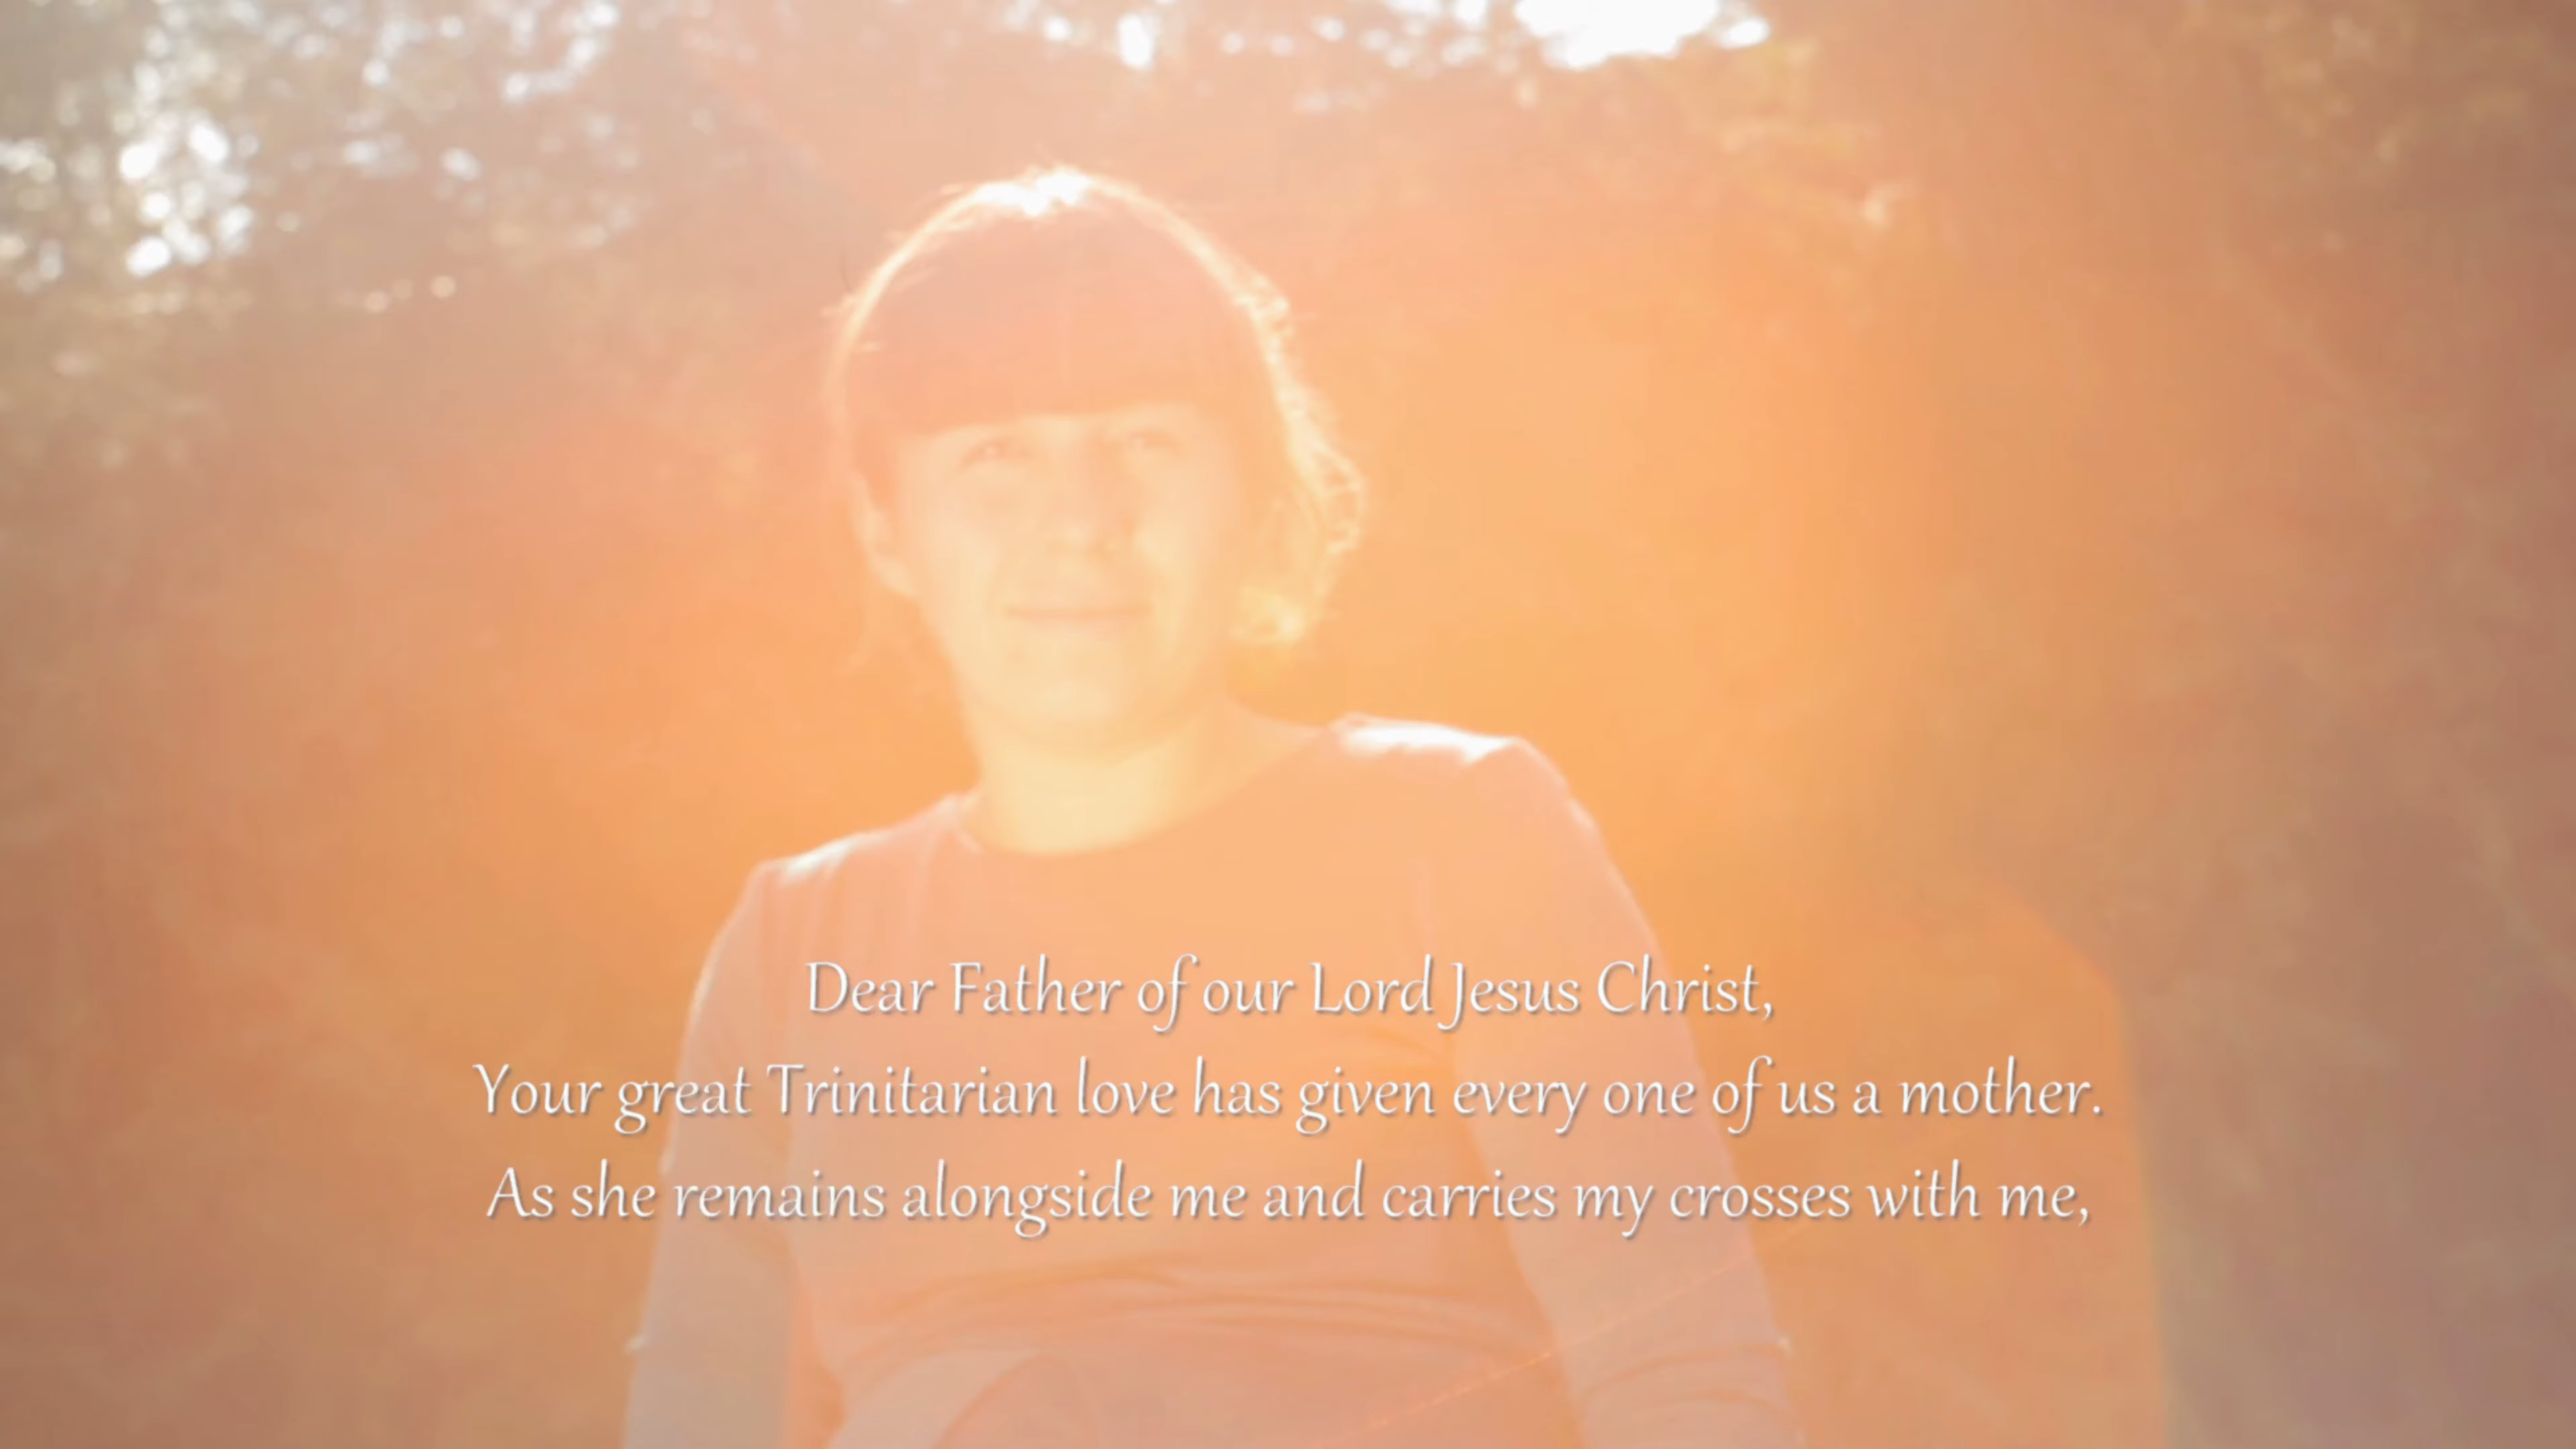 Dear Father of our Lord Jesus Christ,
Your great Trinitarian love has given every one of us a mother.
As she remains alongside me and carries my crosses with me,